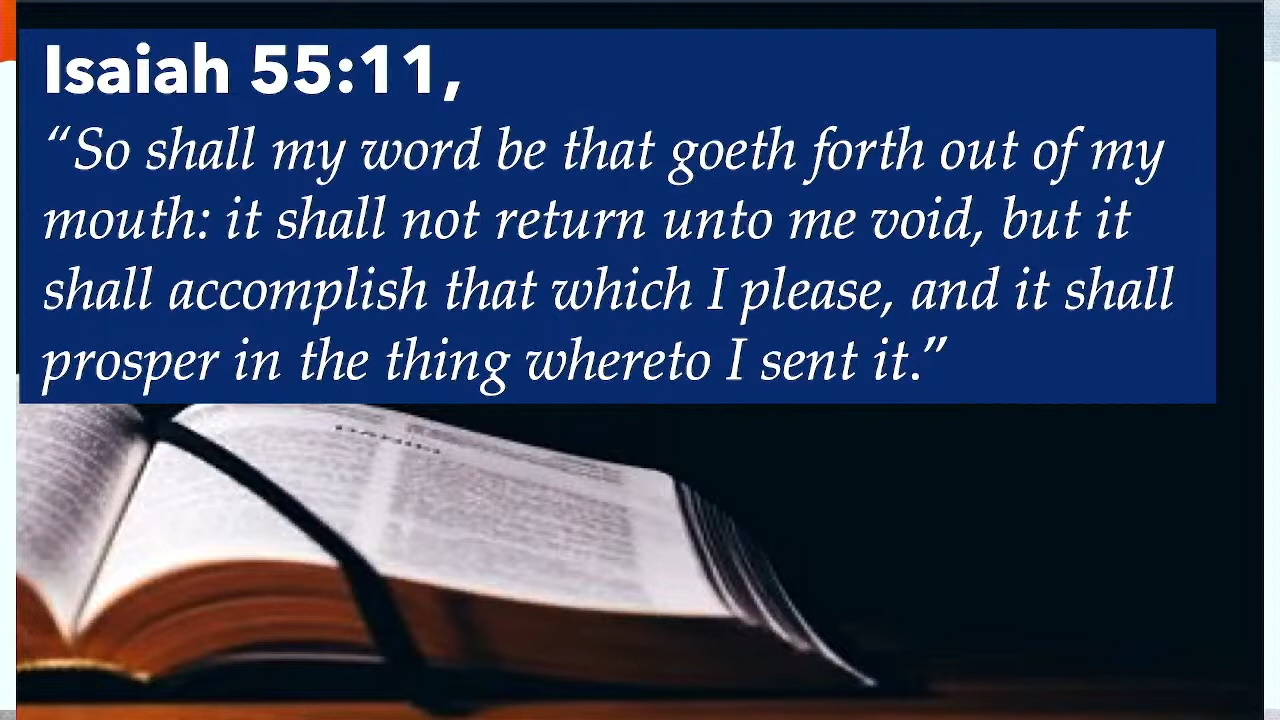 Isaiah 55:11,
“So shall my word be that goeth forth out of my
mouth: it shall not return unto me void, but it
shall accomplish that which I please, and it shall
prosper in the thing whereto I sent it.”
DANIEL